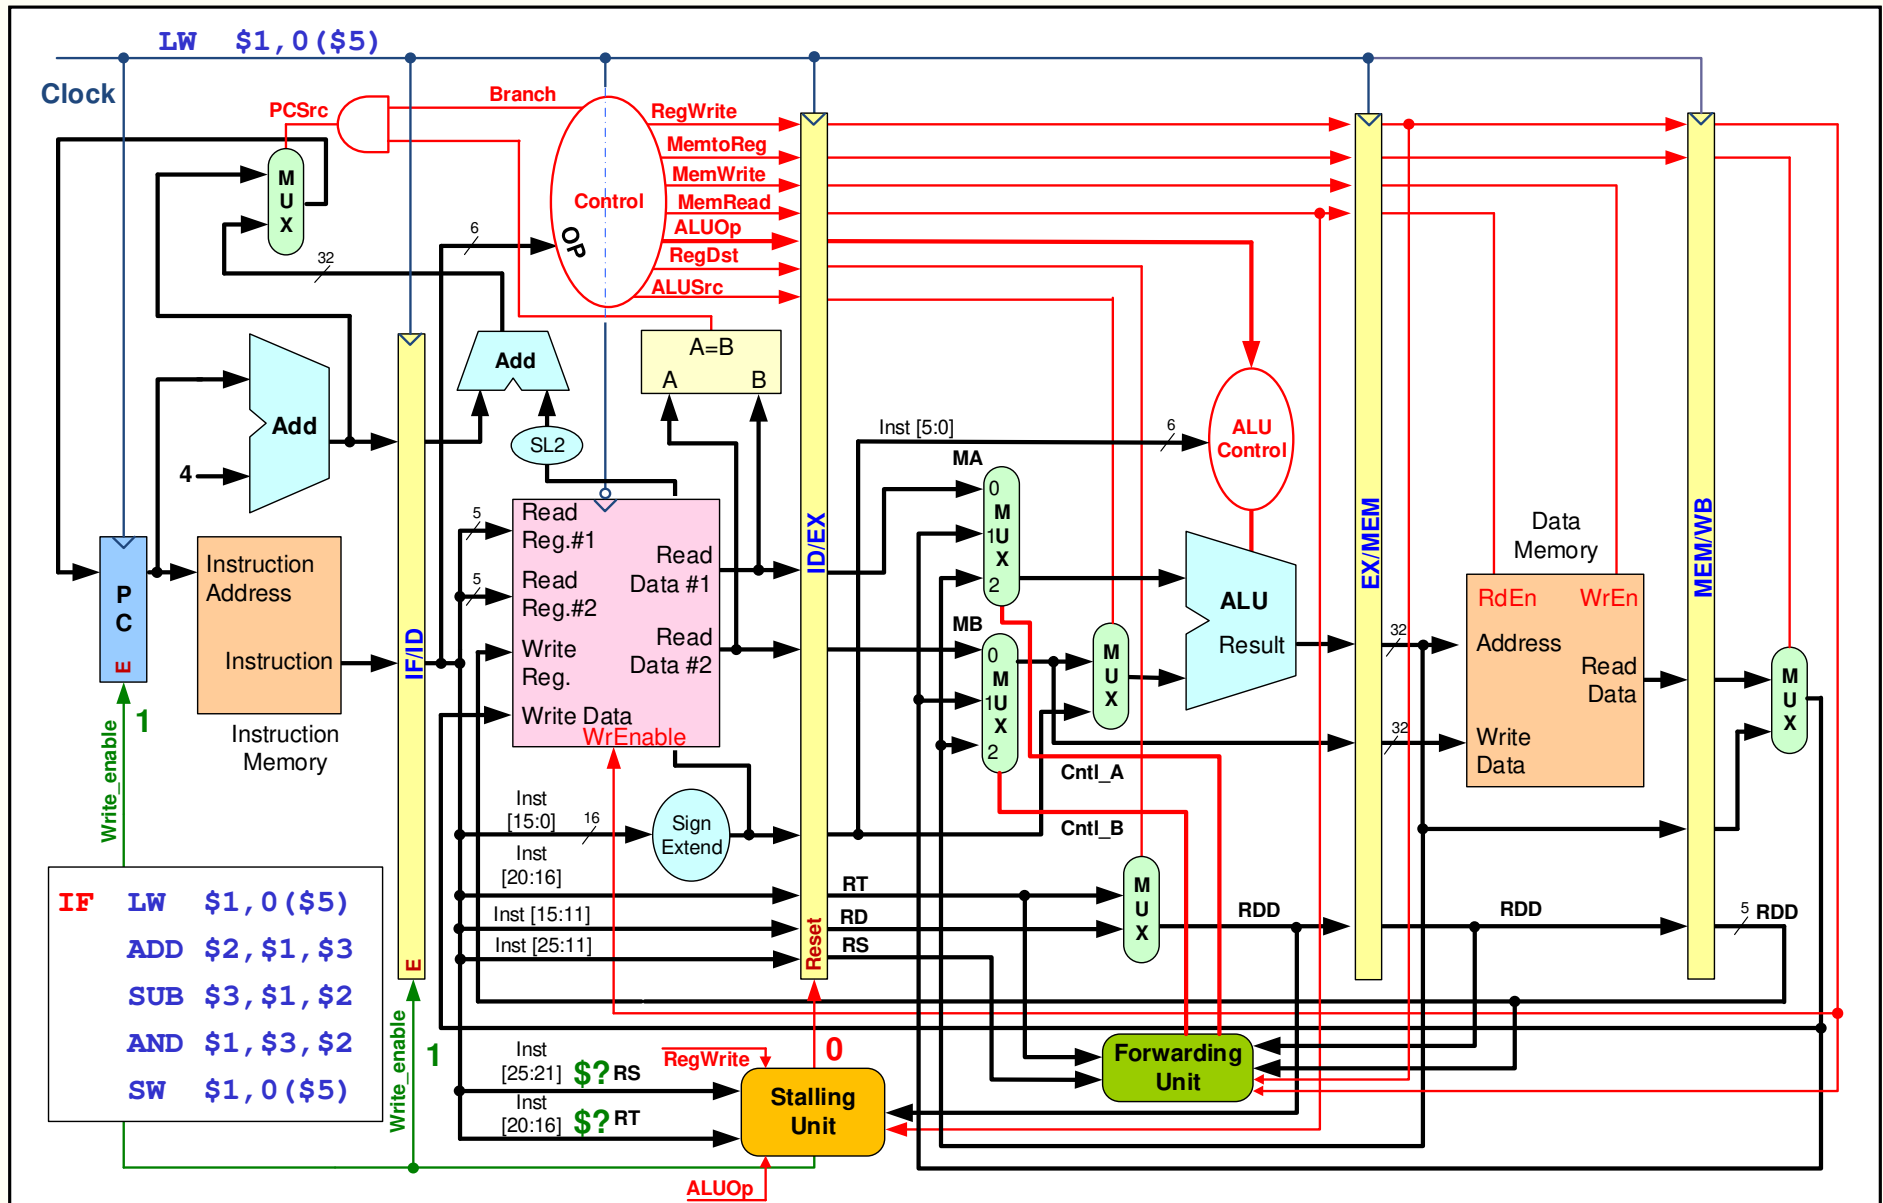 LW $1,0($5)
Clock
PCSrc
Branch
RegWrite
MemtoReg
MemWrite
MemRead
ALUOp
RegDst
ALUSrc
Control
OP
M
U
X
6
32
Add
Add
4
SL2
A=B
A B
Inst [5:0]
6
ALU
Control
MA
0
M
1U
X
2
MB
0
M
1U
X
2
M
U
X
ALU
Result
P
C
E
Instruction
Address
Instruction
Instruction
Memory
IF/ID
E
5
5
Read
Reg.#1
Read
Reg.#2
Write
Reg.
Write Data
WrEnable
Read
Data #1
Read
Data #2
ID/EX
Reset
EX/MEM
MEM/WB
Data
Memory
RdEn WrEn
Address
Read
Data
Write
Data
32
32
M
U
X
Write_enable
1
Inst
[15:0]
16
Sign
Extend
Inst
[20:16]
Inst [15:11]
Inst [25:11]
RT
RD
RS
M
U
X
Cntl_A
Cntl_B
RDD
RDD
5 RDD
IF LW $1,0($5)
ADD $2,$1,$3
SUB $3,$1,$2
AND $1,$3,$2
SW $1,0($5)
Write_enable
1
Inst
[25:21] $? RS
Inst
[20:16] $? RT
RegWrite
0
Stalling
Unit
ALUOp
Forwarding
Unit